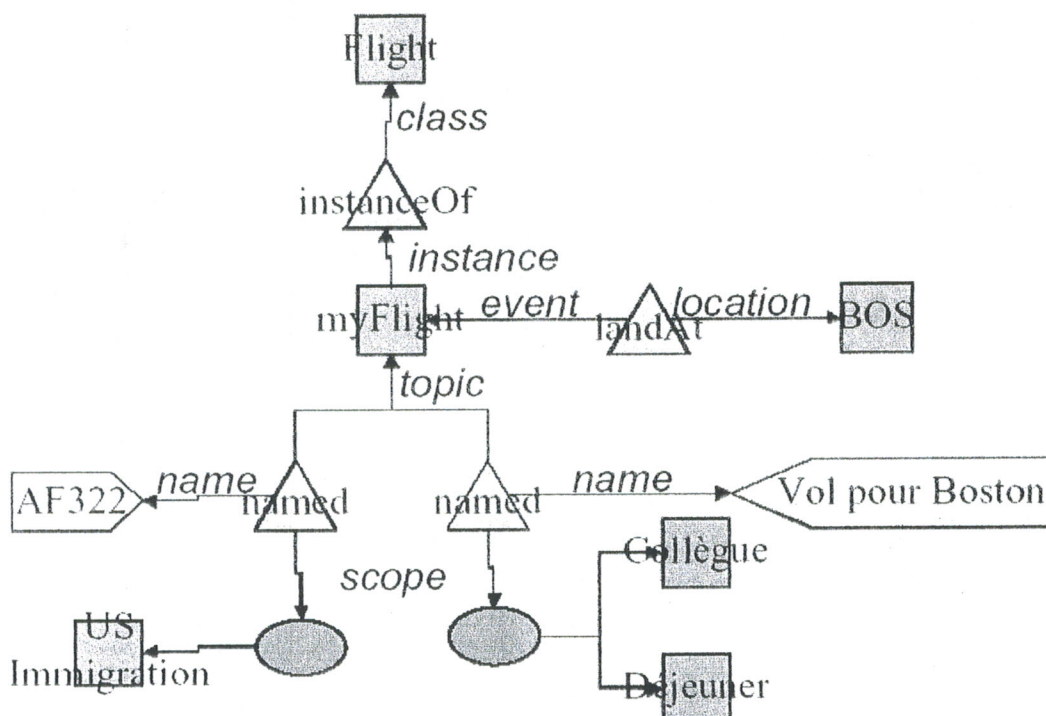 Flight
class
instanceOf
instance
myFlight
event
landAt
location
BOS
topic
AF322
name
named
named
name
Vol pour Boston
scope
Collègue
US
Immigration
Déjeuner